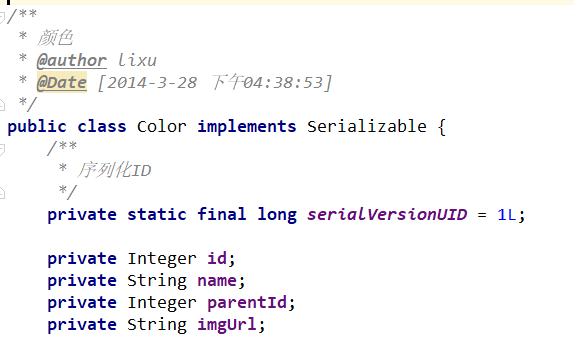 /**
 * 颜色
 * @author lixu
 * @Date [2014-3-28 下午04:38:53]
 */
public class Color implements Serializable {
    /**
     * 序列化ID
     */
    private static final long serialVersionUID = 1L;

    private Integer id;
    private String name;
    private Integer parentId;
    private String imgUrl;